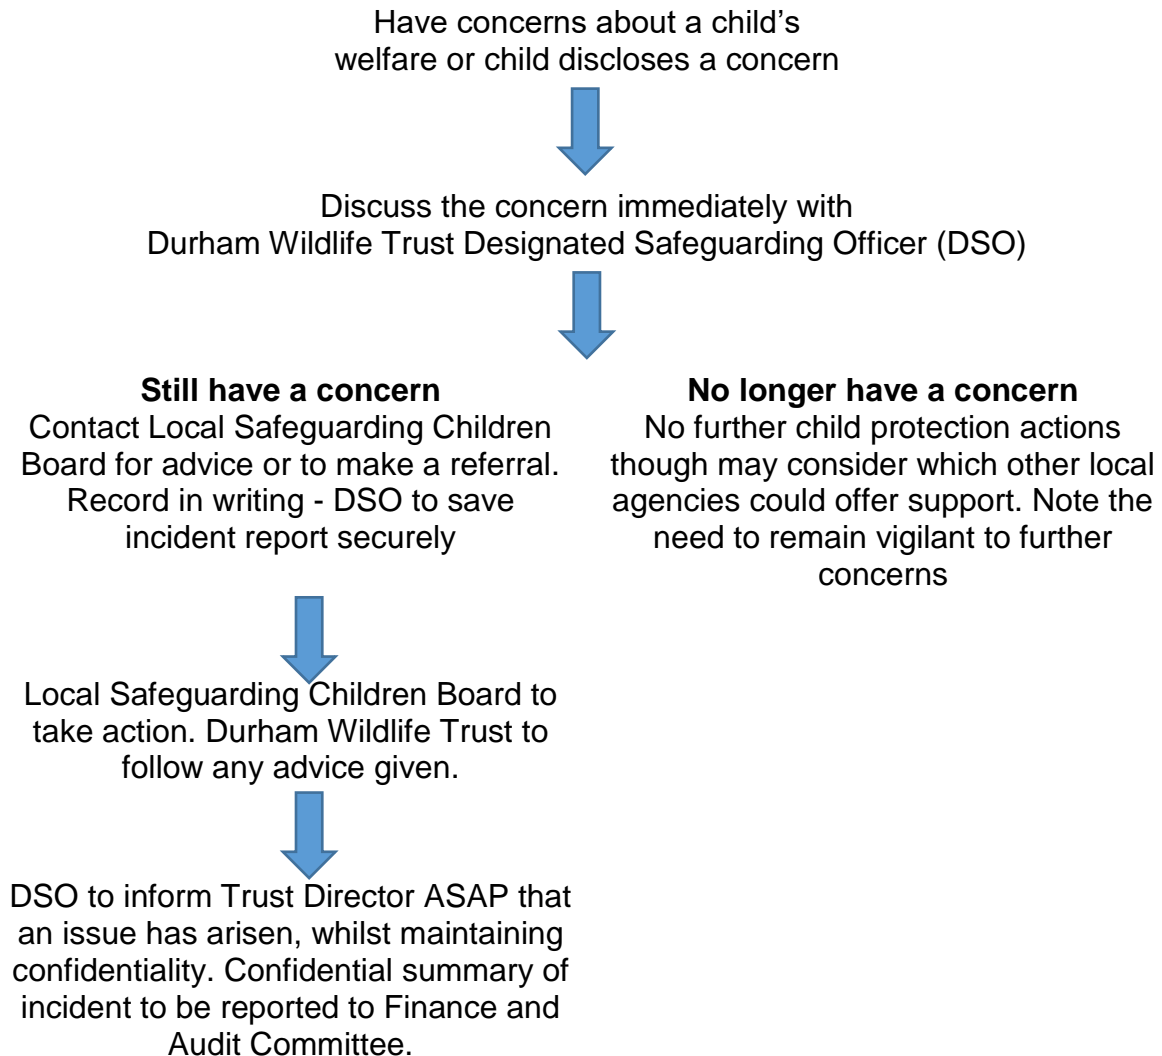 Have concerns about a child’s
welfare or child discloses a concern
Discuss the concern immediately with
Durham Wildlife Trust Designated Safeguarding Officer (DSO)
Still have a concern
Contact Local Safeguarding Children
Board for advice or to make a referral.
Record in writing - DSO to save
incident report securely
No longer have a concern
No further child protection actions
though may consider which other local
agencies could offer support. Note the
need to remain vigilant to further
concerns
Local Safeguarding Children Board to
take action. Durham Wildlife Trust to
follow any advice given.
DSO to inform Trust Director ASAP that
an issue has arisen, whilst maintaining
confidentiality. Confidential summary of
incident to be reported to Finance and
Audit Committee.